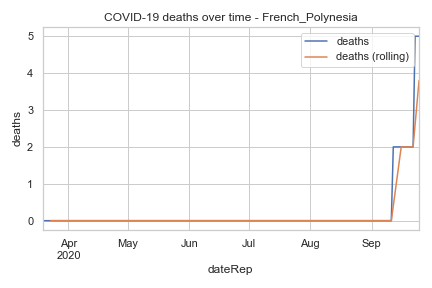 COVID-19 deaths over time - French_Polynesia
deaths
deaths (rolling)
deaths
5
4
3
2
1
0
Apr
2020
May
Jun
Jul
Aug
Sep
dateRep